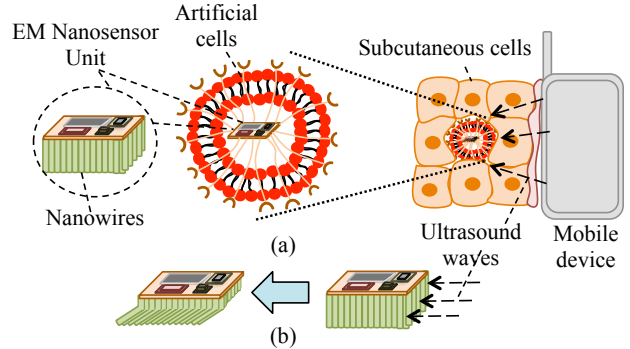 EM Nanosensor
Unit
Artificial
cells
Subcutaneous cells
Nanowires
(a)
Ultrasound
waves
Mobile
device
(b)